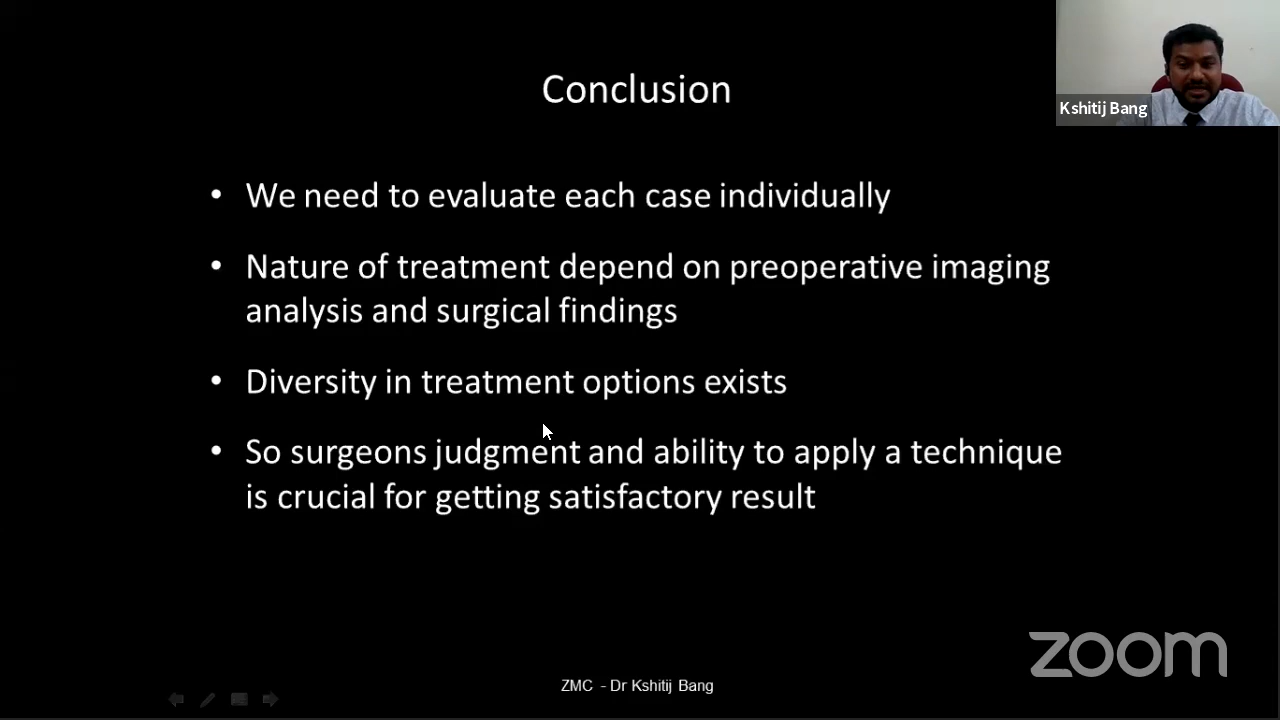 Conclusion
Kshitij Bang
• We need to evaluate each case individually
• Nature of treatment depend on preoperative imaging
analysis and surgical findings
• Diversity in treatment options exists
• So surgeons judgment and ability to apply a technique
is crucial for getting satisfactory result
zoom
ZMC - Dr Kshitij Bang